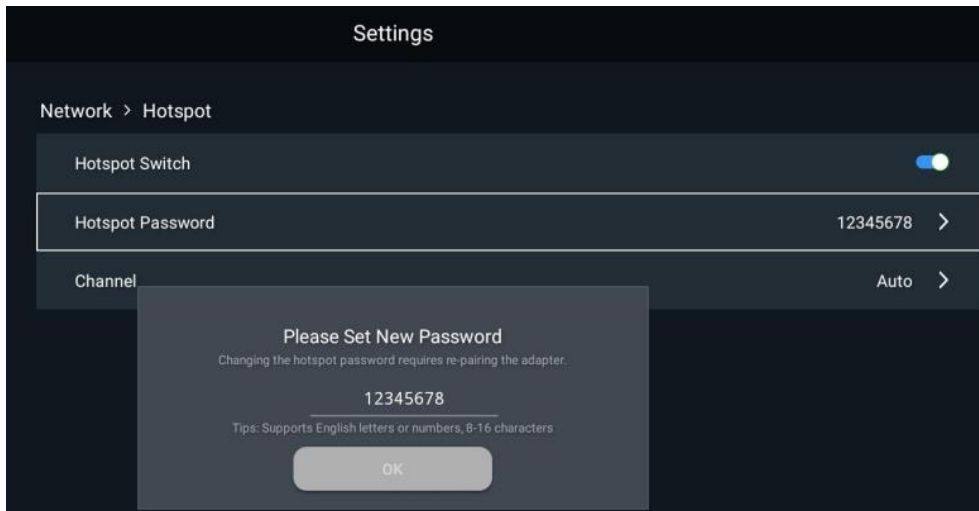 Settings
Network > Hotspot
Hotspot Switch
Hotspot Password 12345678 >
Channel Auto >
Please Set New Password
Changing the hotspot password requires re-pairing the adapter.
12345678
Tips: Supports English letters or numbers, 8-16 characters
OK